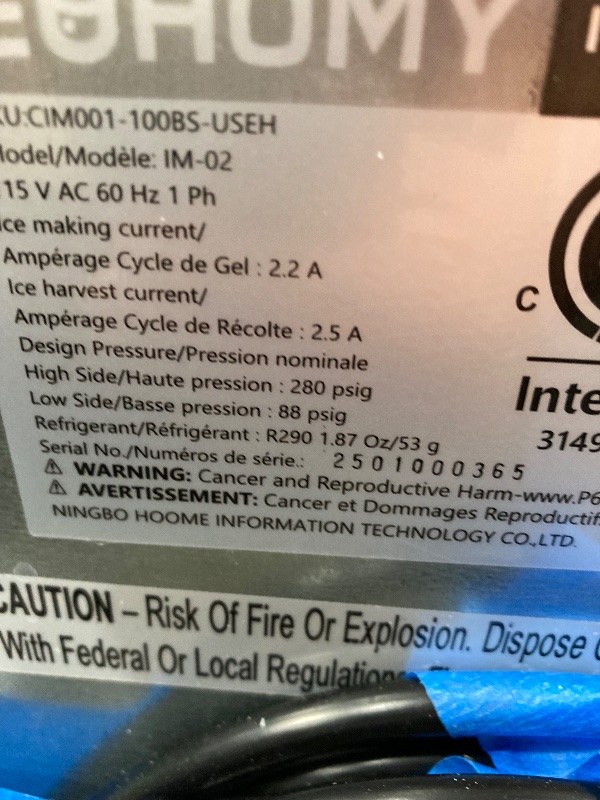 EUHOMY
KU:CIM001-100BS-USEH
Model/Modèle: IM-02
15 V AC 60 Hz 1 Ph
Ice making current/
Ampérage Cycle de Gel : 2.2 A
Ice harvest current/
Ampérage Cycle de Récolte : 2.5 A
Design Pressure/Pression nominale
High Side/Haute pression : 280 psig
Low Side/Basse pression : 88 psig
Refrigerant/Réfrigérant : R290 1.87 Oz/53 g
Serial No./Numéros de série.: 2501000365
⚠ WARNING: Cancer and Reproductive Harm-www.P6
⚠ AVERTISSEMENT: Cancer et Dommages Reproductif
NINGBO HOOME INFORMATION TECHNOLOGY CO.,LTD.
C
Inte
3149
CAUTION – Risk Of Fire Or Explosion. Dispose
With Federal Or Local Regulations.